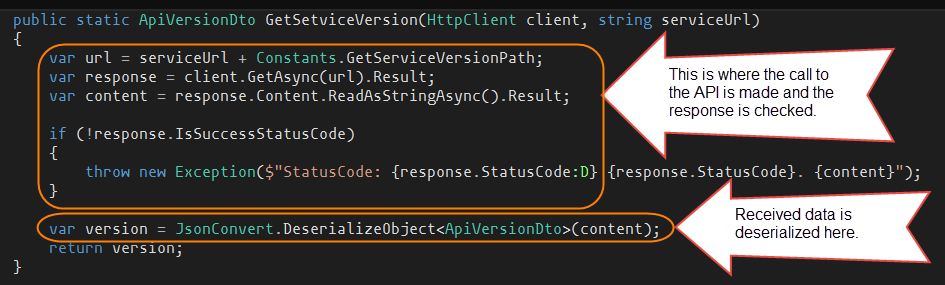 public static ApiVersionDto GetSetviceVersion(HttpClient client, string serviceUrl)
{
var url = serviceUrl + Constants.GetServiceVersionPath;
var response = client.GetAsync(url).Result;
var content = response.Content.ReadAsStringAsync().Result;
if (!response.IsSuccessStatusCode)
{
throw new Exception($"StatusCode: {response.StatusCode:D} {response.StatusCode}. {content}");
}
var version = JsonConvert.DeserializeObject<ApiVersionDto>(content);
return version;
}
This is where the call to
the API is made and the
response is checked.
Received data is
deserialized here.